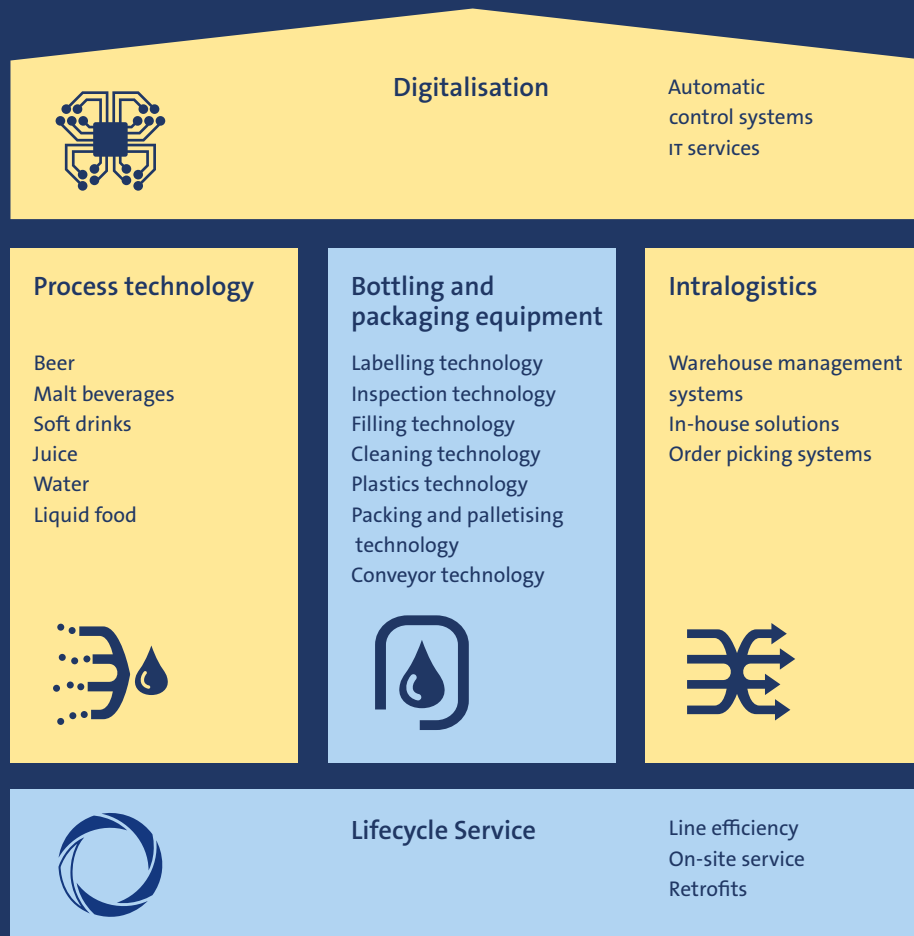 Digitalisation
Automatic
control systems
IT services
Process technology
Beer
Malt beverages
Soft drinks
Juice
Water
Liquid food
Bottling and
packaging equipment
Labelling technology
Inspection technology
Filling technology
Cleaning technology
Plastics technology
Packing and palletising
technology
Conveyor technology
Intralogistics
Warehouse management
systems
In-house solutions
Order picking systems
Lifecycle Service
Line efficiency
On-site service
Retrofits